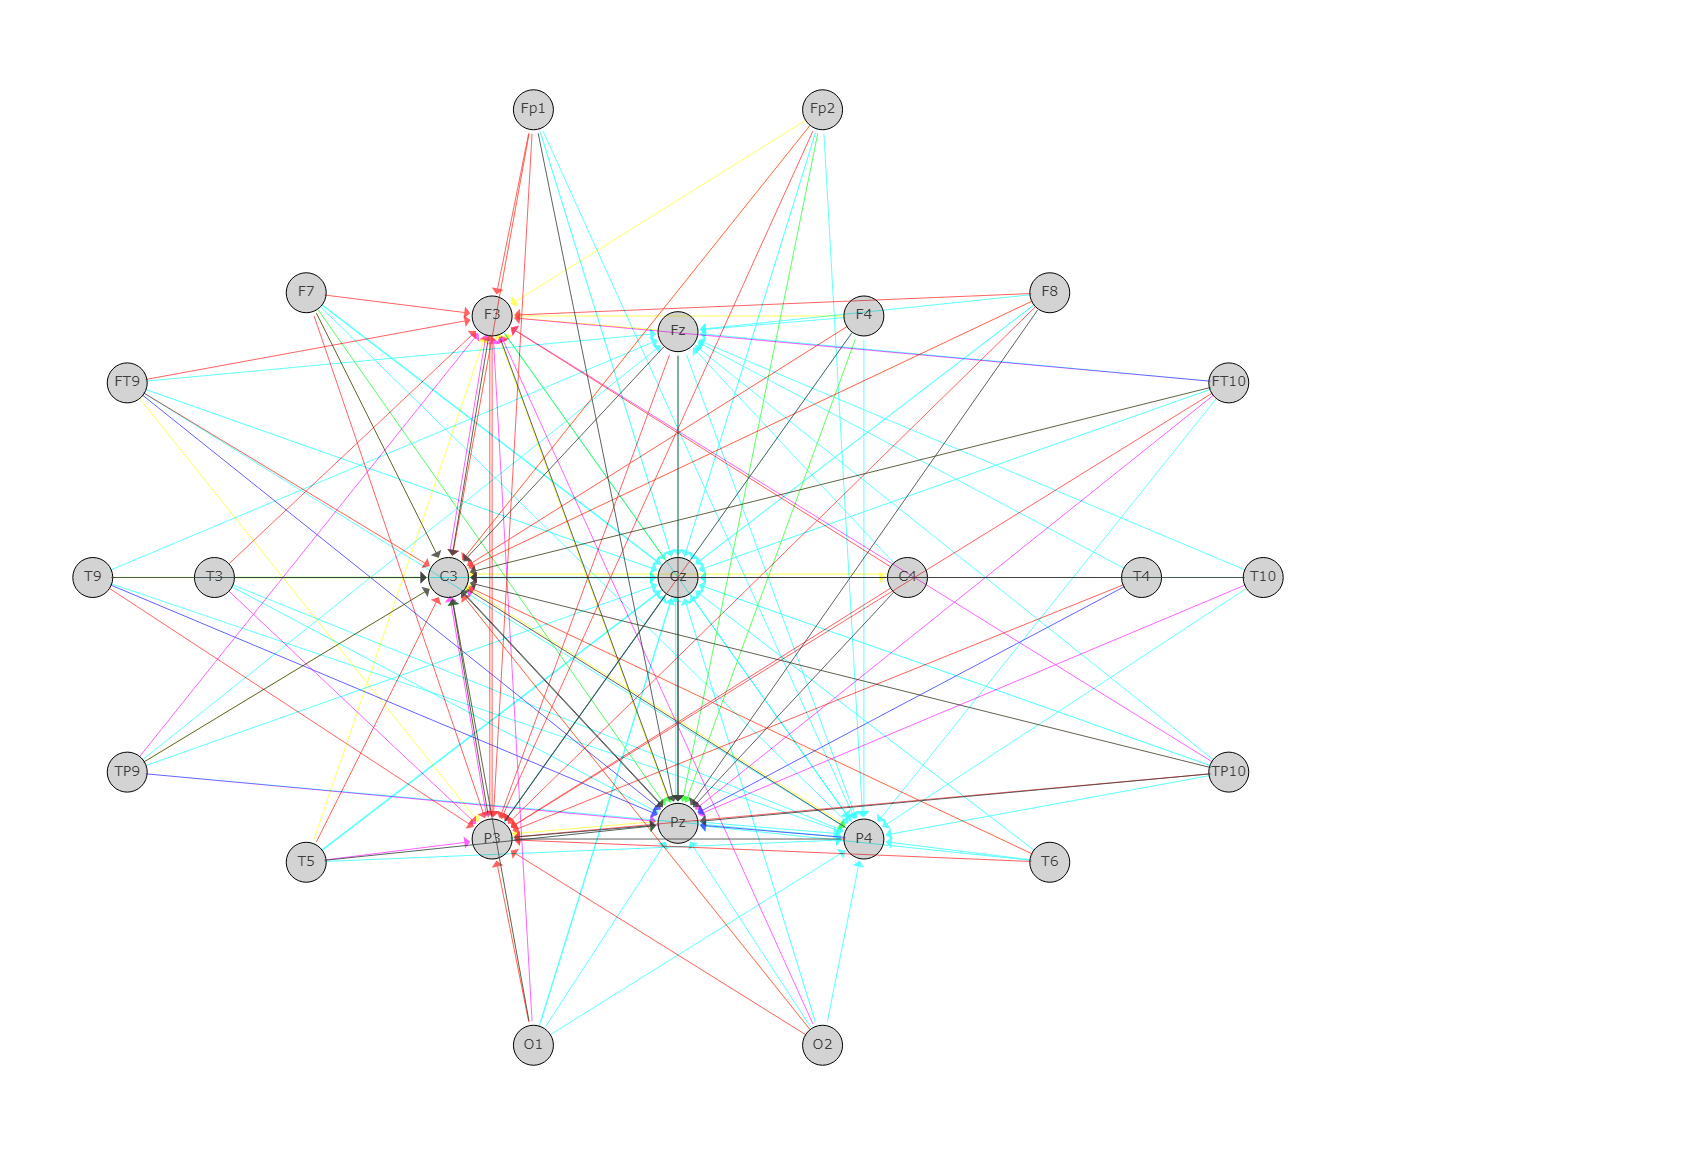 Fp1 Fp2
F7 F3 Fz F4 F8
FT9 FT10
T9 T3 C3 Cz C4 T4 T10
TP9 TP10
T5 P3 Pz P4 T6
O1 O2